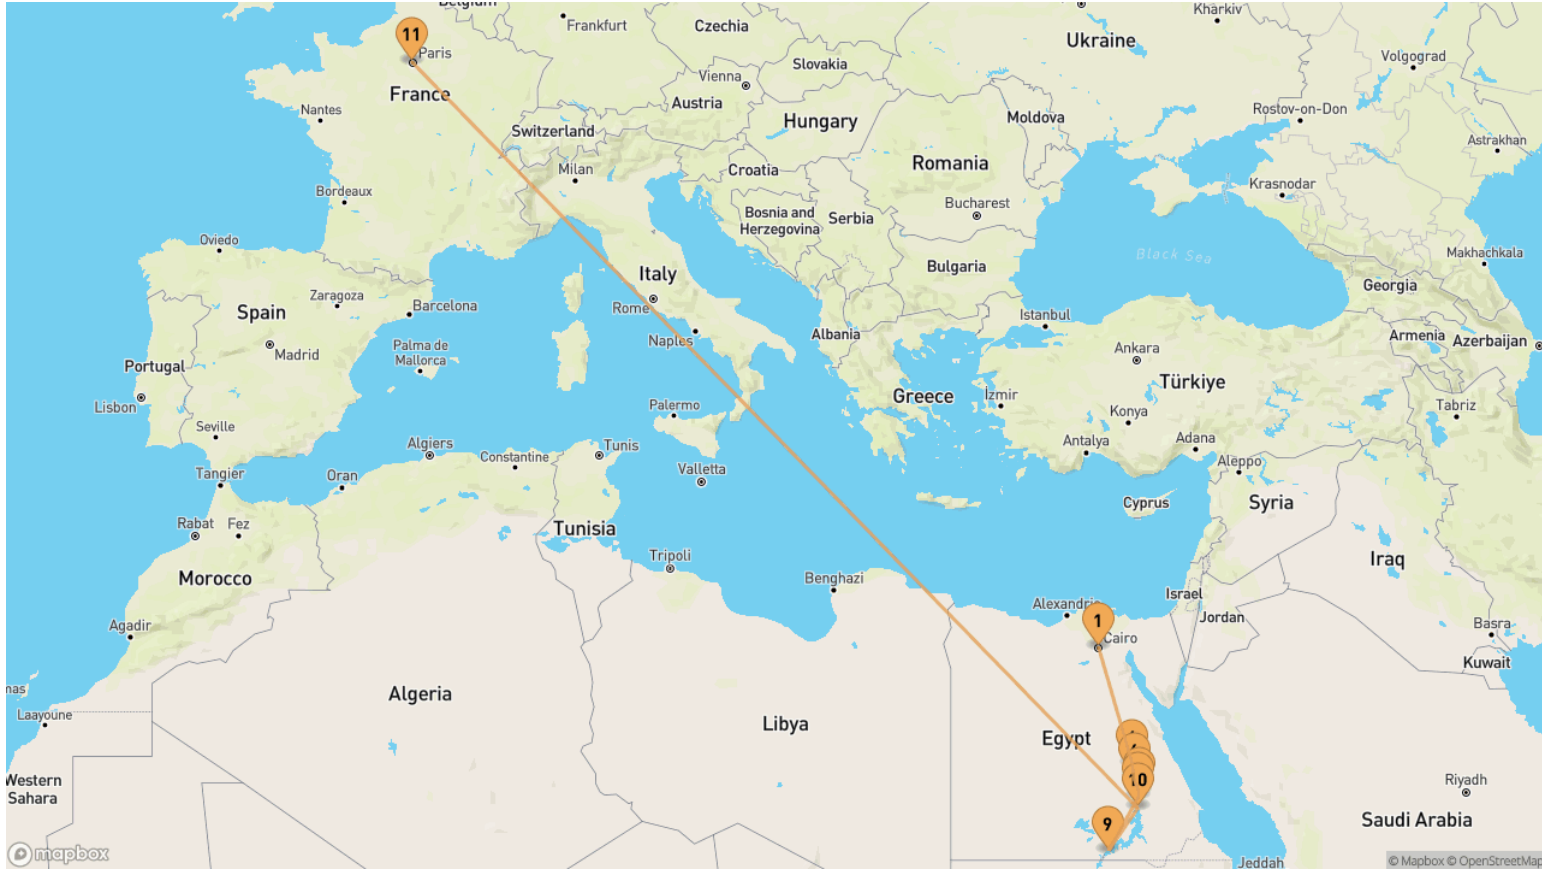 Belgium
Kharkiv
Frankfurt
Czechia
11
Paris
Ukraine
Volgograd
Slovakia
Vienna
France
Austria
Nantes
Hungary
Moldova
Rostov-on-Don
Switzerland
Astrakhan
Milan
Croatia
Romania
Krasnodar
Bordeaux
Bucharest
Bosnia and
Herzegovina
Serbia
Oviedo
Black Sea
Makhachkala
Bulgaria
Italy
Georgia
Zaragoza
Barcelona
Rome
Spain
Istanbul
Albania
Armenia
Azerbaijan
Naples
Palma de
Mallorca
Madrid
Ankara
Portugal
Türkiye
Greece
İzmir
Lisbon
Palermo
Konya
Tabriz
Seville
Algiers
Constantine
Tunis
Antalya
Adana
Aleppo
Tangier
Oran
Valletta
Cyprus
Syria
Rabat
Fez
Tunisia
Tripoli
Iraq
Morocco
Benghazi
Israel
Alexandria
Jordan
1
Agadir
Cairo
Basra
Kuwait
mas
Algeria
Laayoune
Libya
Egypt
Western
Sahara
10
Riyadh
9
Saudi Arabia
mapbox
Jeddah
© Mapbox © OpenStreetMap